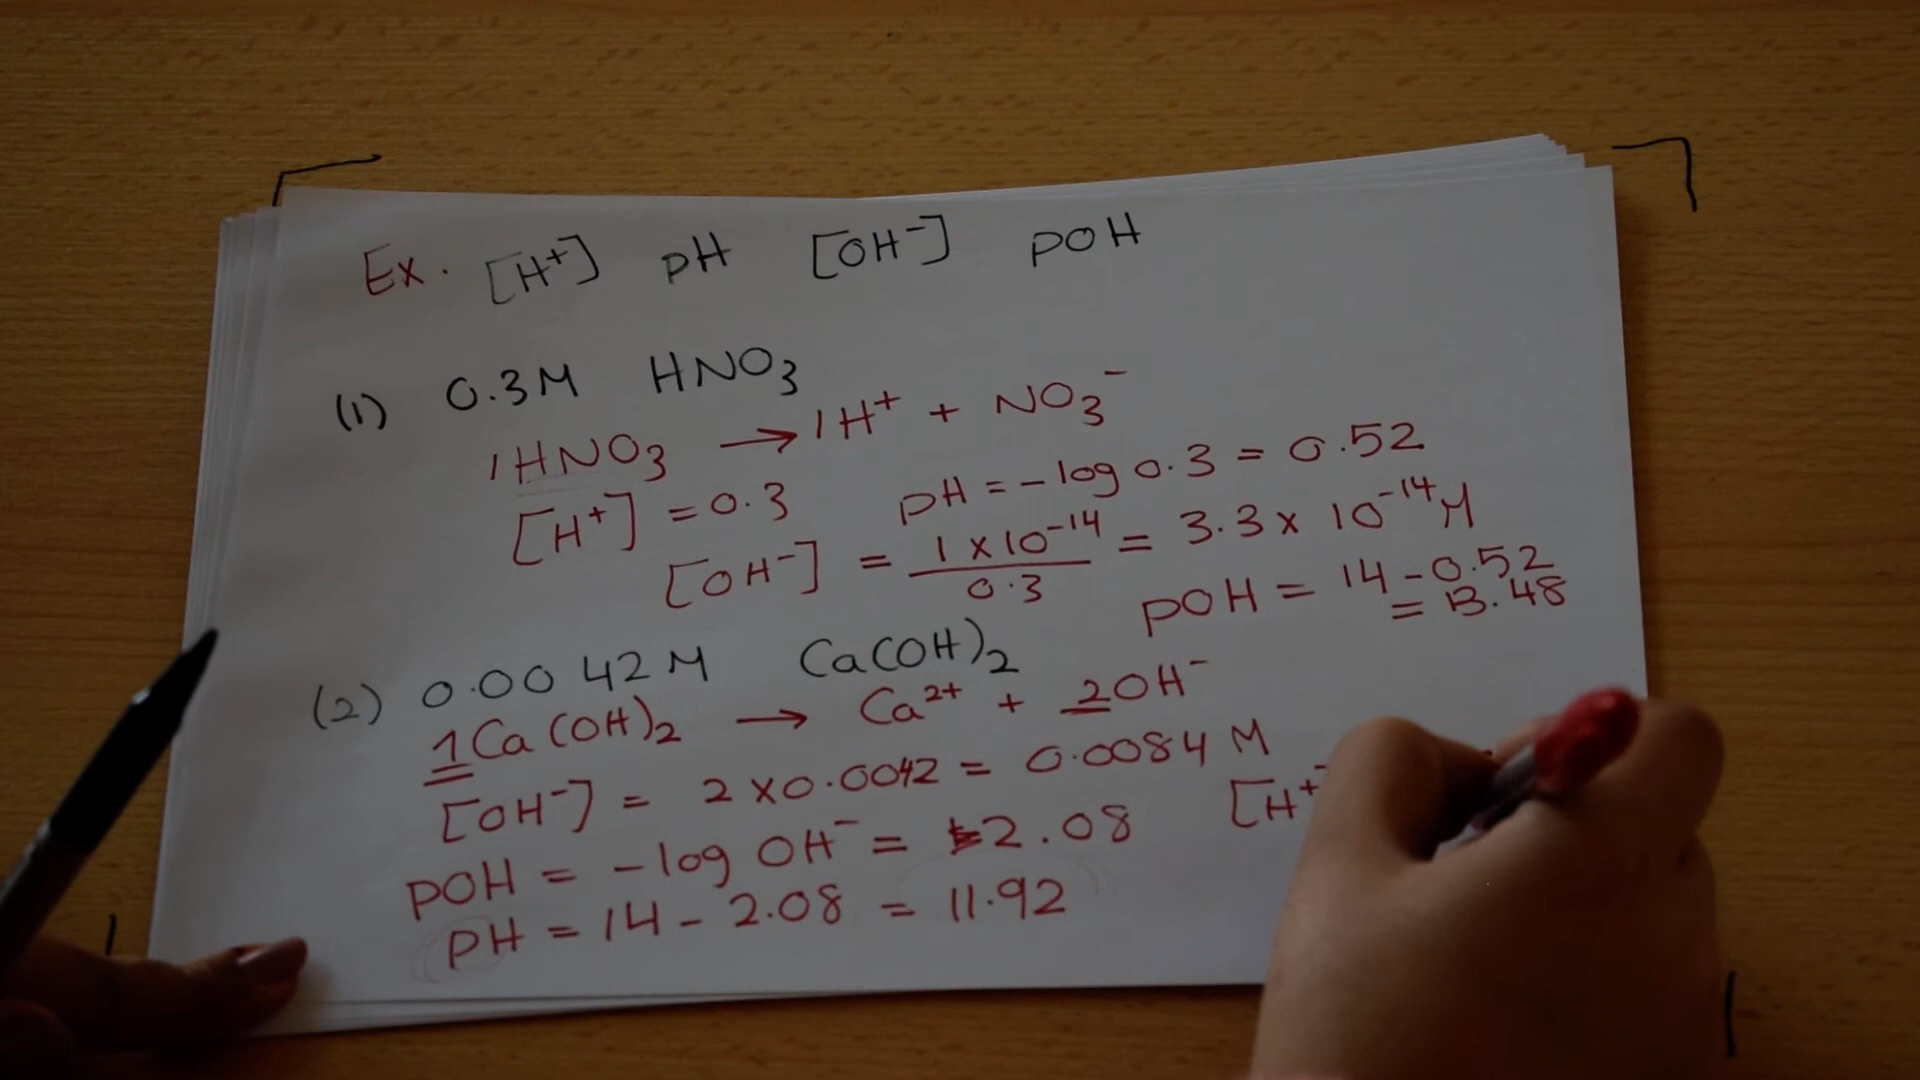 Ex. [H⁺] pH [OH⁻] pOH
(1) 0.3M HNO₃
1HNO₃ → 1H⁺ + NO₃⁻
[H⁺] = 0.3 pH = -log 0.3 = 0.52
[OH⁻] = 1 x 10⁻¹⁴ / 0.3 = 3.3 x 10⁻¹⁴ M
pOH = 14 - 0.52
= 13.48
(2) 0.0042M Ca(OH)₂
1Ca(OH)₂ → Ca²⁺ + 2OH⁻
[OH⁻] = 2 x 0.0042 = 0.0084 M
pOH = -log OH⁻ = 2.08 [H⁺
pH = 14 - 2.08 = 11.92